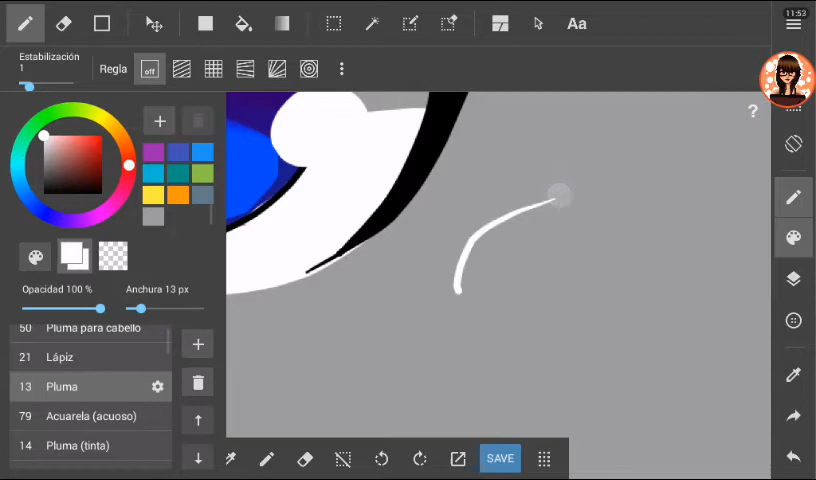 11:53
Aa
Estabilización
1
Regla
off
?
Opacidad 100 %
Anchura 13 px
50 Pluma para cabello
21 Lápiz
13 Pluma
79 Acuarela (acuoso)
14 Pluma (tinta)
SAVE